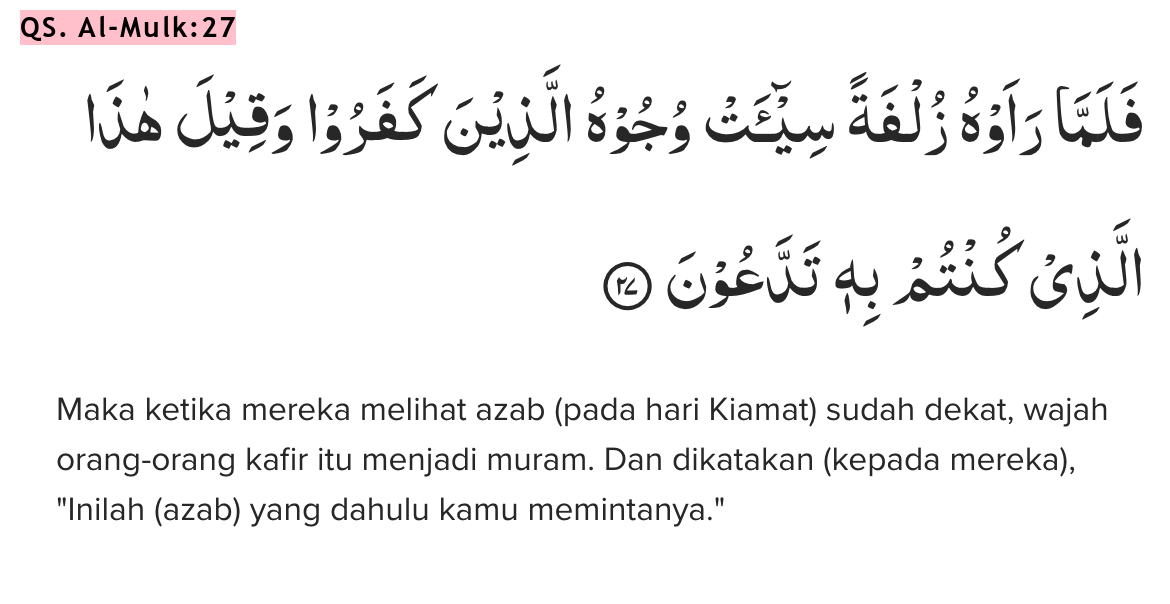 QS. Al-Mulk:27
فَلَمَّا رَاَوْهُ زُلْفَةً سِيْۤـَٔتْ وُجُوْهُ الَّذِيْنَ كَفَرُوْا وَقِيْلَ هٰذَا
الَّذِيْ كُنْتُمْ بِهٖ تَدَّعُوْنَ ٢٧
Maka ketika mereka melihat azab (pada hari Kiamat) sudah dekat, wajah
orang-orang kafir itu menjadi muram. Dan dikatakan (kepada mereka),
"Inilah (azab) yang dahulu kamu memintanya."